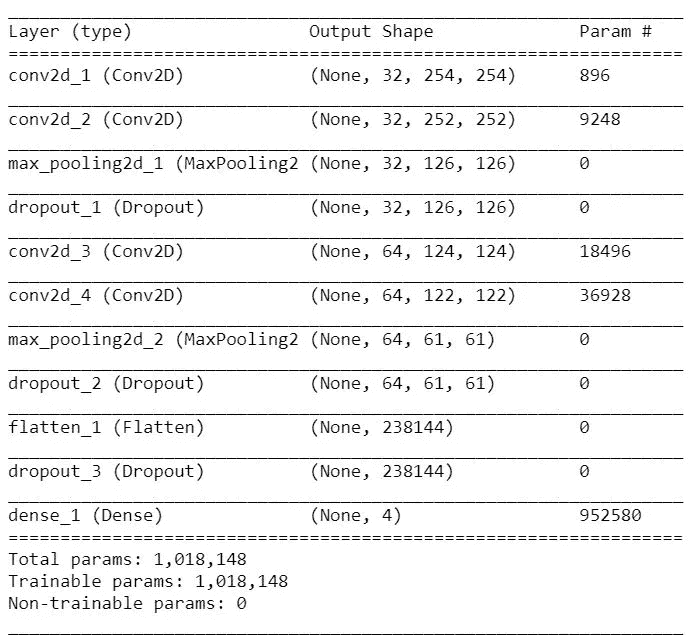 Layer (type) Output Shape Param #
conv2d_1 (Conv2D) (None, 32, 254, 254) 896
conv2d_2 (Conv2D) (None, 32, 252, 252) 9248
max_pooling2d_1 (MaxPooling2 (None, 32, 126, 126) 0
dropout_1 (Dropout) (None, 32, 126, 126) 0
conv2d_3 (Conv2D) (None, 64, 124, 124) 18496
conv2d_4 (Conv2D) (None, 64, 122, 122) 36928
max_pooling2d_2 (MaxPooling2 (None, 64, 61, 61) 0
dropout_2 (Dropout) (None, 64, 61, 61) 0
flatten_1 (Flatten) (None, 238144) 0
dropout_3 (Dropout) (None, 238144) 0
dense_1 (Dense) (None, 4) 952580
Total params: 1,018,148
Trainable params: 1,018,148
Non-trainable params: 0